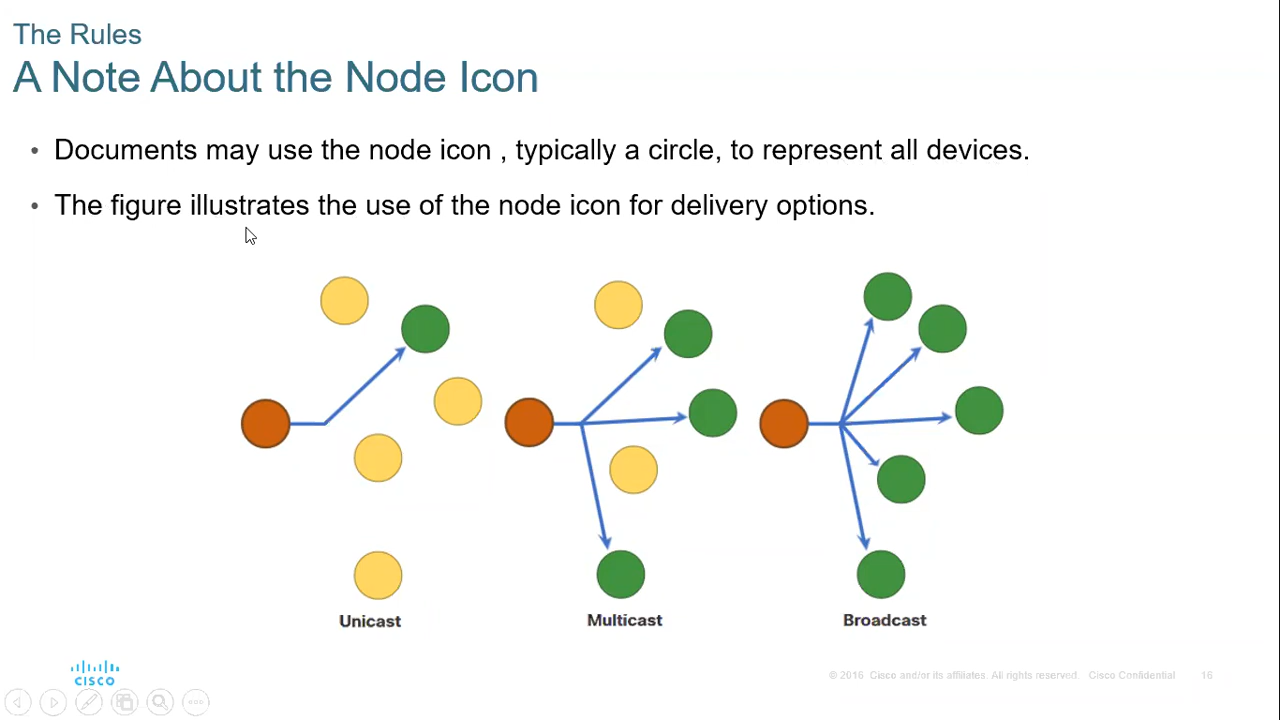 The Rules
A Note About the Node Icon
• Documents may use the node icon , typically a circle, to represent all devices.
• The figure illustrates the use of the node icon for delivery options.
Unicast
Multicast
Broadcast
CISCO
© 2016 Cisco and/or its affiliates. All rights reserved. Cisco Confidential 16